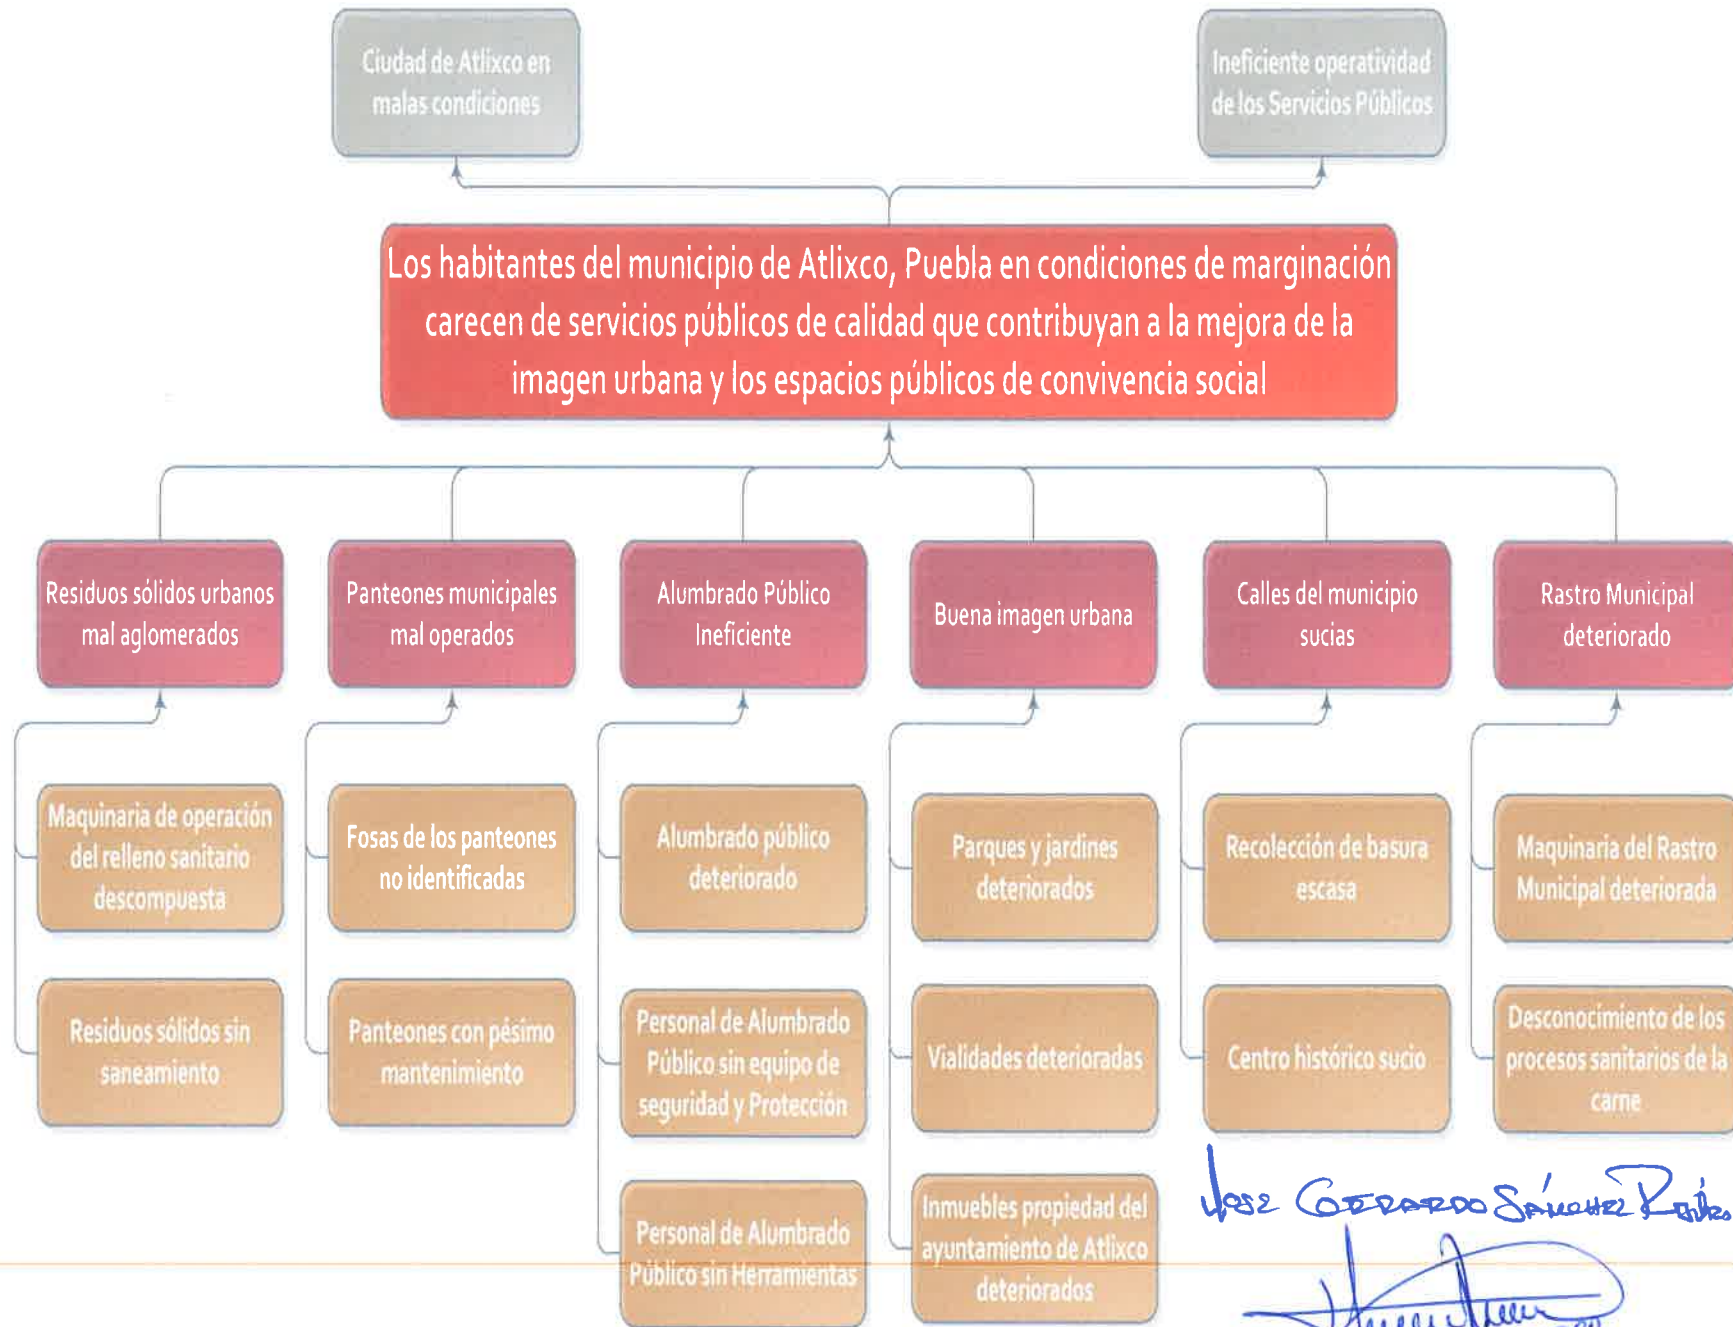 Ciudad de Atlixco en
malas condiciones
Ineficiente operatividad
de los Servicios Públicos
Los habitantes del municipio de Atlixco, Puebla en condiciones de marginación
carecen de servicios públicos de calidad que contribuyan a la mejora de la
imagen urbana y los espacios públicos de convivencia social
Residuos sólidos urbanos
mal aglomerados
Panteones municipales
mal operados
Alumbrado Público
Ineficiente
Buena imagen urbana
Calles del municipio
sucias
Rastro Municipal
deteriorado
Maquinaria de operación
del relleno sanitario
descompuesta
Residuos sólidos sin
saneamiento
Fosas de los panteones
no identificadas
Panteones con pésimo
mantenimiento
Alumbrado público
deteriorado
Personal de Alumbrado
Público sin equipo de
seguridad y Protección
Personal de Alumbrado
Público sin Herramientas
Parques y jardines
deteriorados
Vialidades deterioradas
Inmuebles propiedad del
ayuntamiento de Atlixco
deteriorados
Recolección de basura
escasa
Centro histórico sucio
Maquinaria del Rastro
Municipal deteriorada
Desconocimiento de los
procesos sanitarios de la
carne
JOSE GERARDO SÁNCHEZ